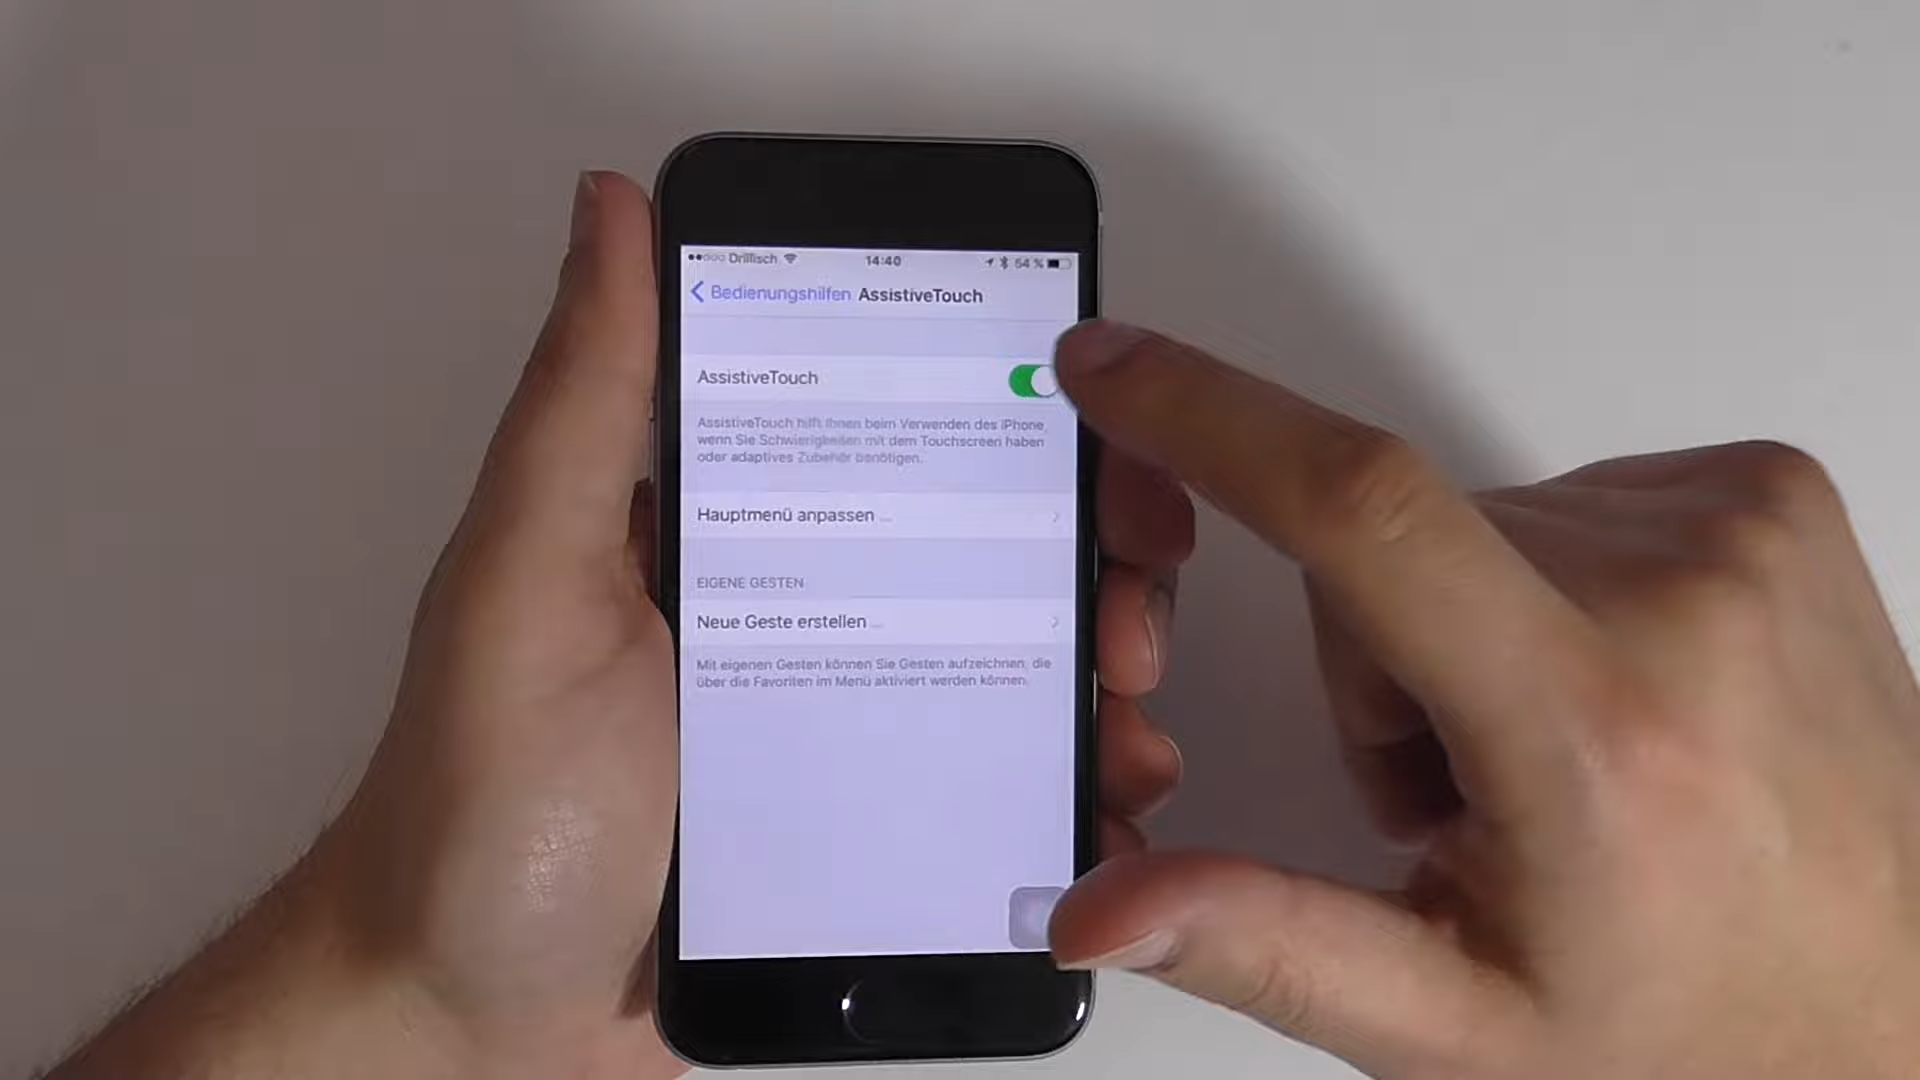 Drillisch 14:40 54 %
Bedienungshilfen AssistiveTouch
AssistiveTouch
AssistiveTouch hilft Ihnen beim Verwenden des iPhone,
wenn Sie Schwierigkeiten mit dem Touchscreen haben
oder adaptives Zubehör benötigen.
Hauptmenü anpassen ...
EIGENE GESTEN
Neue Geste erstellen ...
Mit eigenen Gesten können Sie Gesten aufzeichnen, die
über die Favoriten im Menü aktiviert werden können.